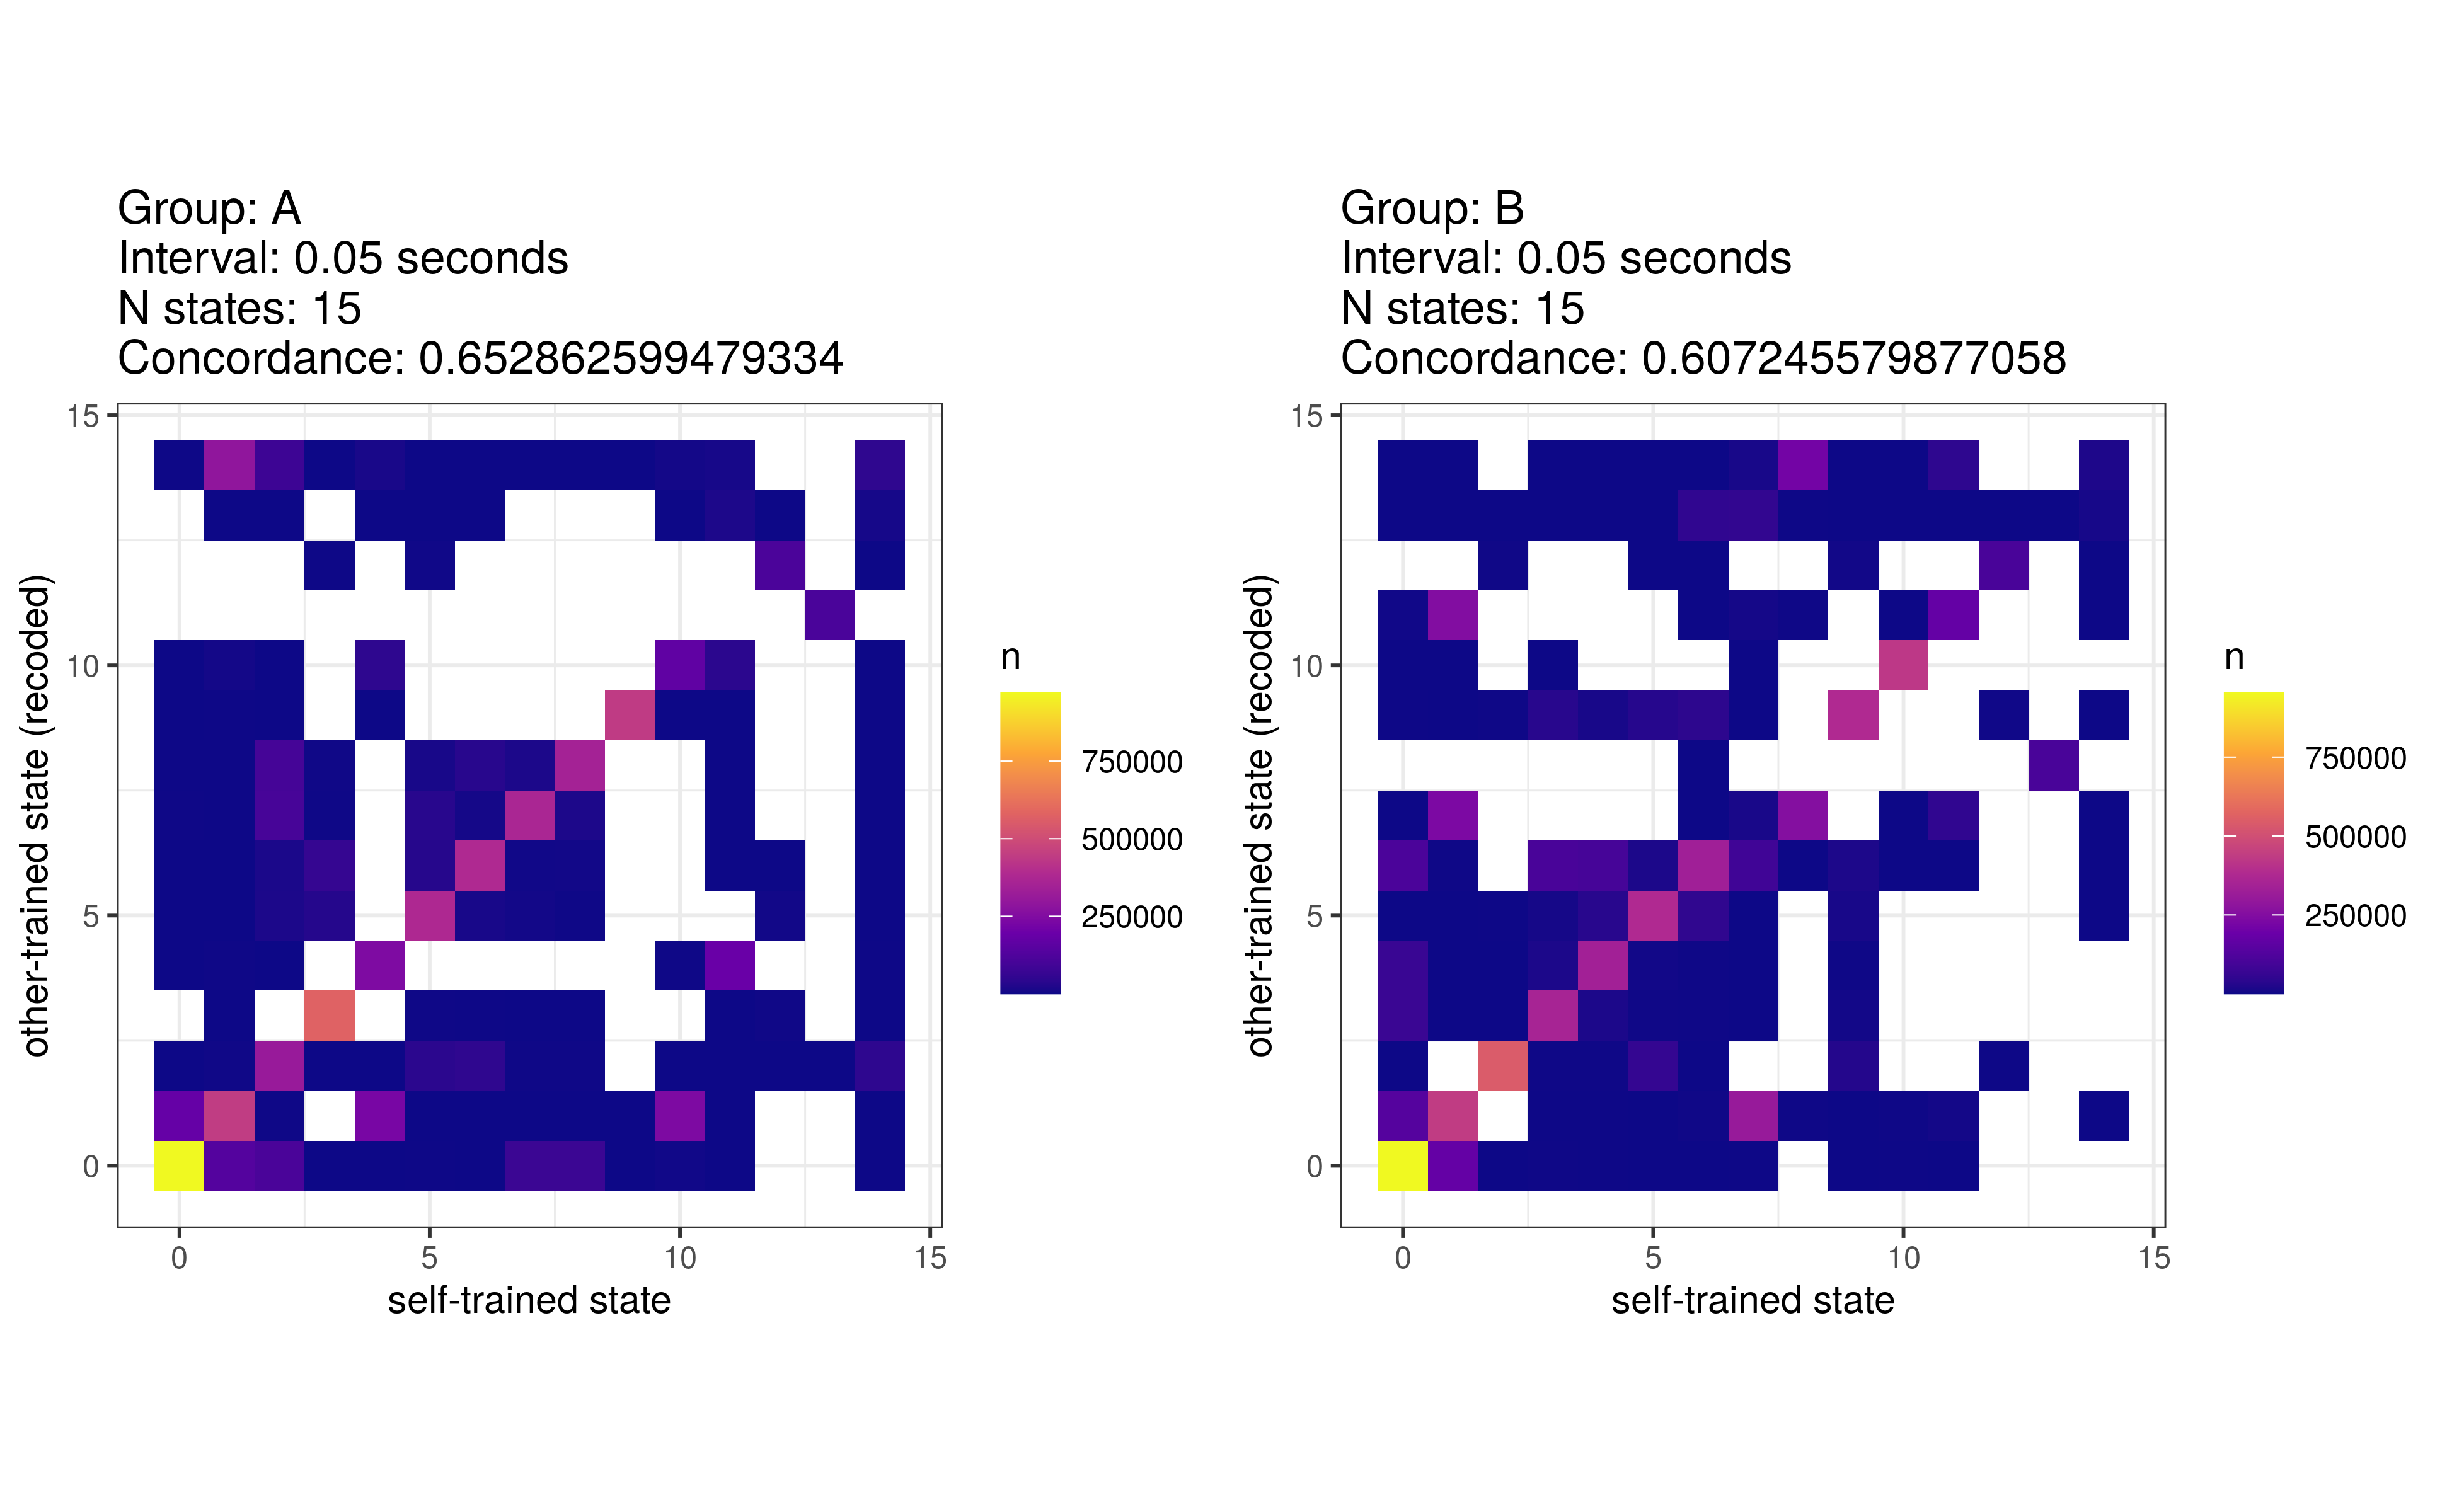 Group: A
Interval: 0.05 seconds
N states: 15
Concordance: 0.652862599479334
15
10
5
0
other-trained state (recoded)
0 5 10 15
self-trained state
n
750000
500000
250000
Group: B
Interval: 0.05 seconds
N states: 15
Concordance: 0.607245579877058
15
10
5
0
other-trained state (recoded)
0 5 10 15
self-trained state
n
750000
500000
250000